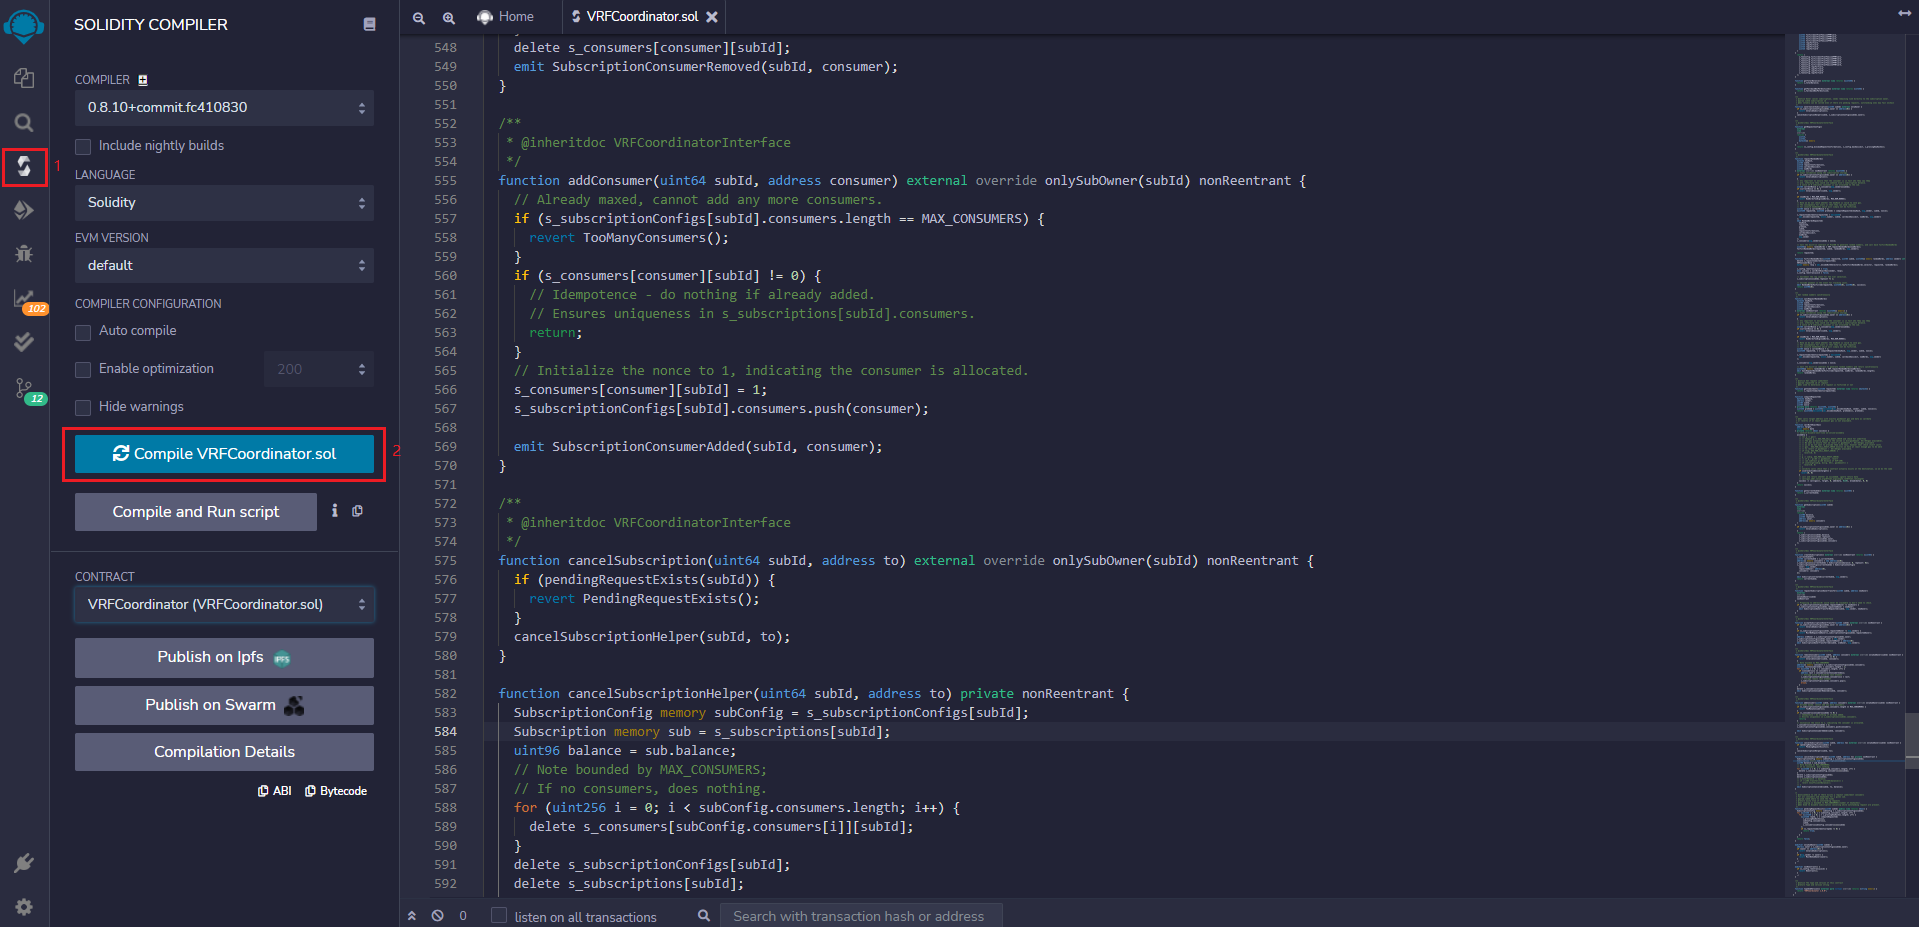 SOLIDITY COMPILER
COMPILER
0.8.10+commit.fc410830
Include nightly builds
1
LANGUAGE
Solidity
EVM VERSION
default
102
COMPILER CONFIGURATION
Auto compile
Enable optimization
200
12
Hide warnings
Compile VRFCoordinator.sol
2
Compile and Run script
CONTRACT
VRFCoordinator (VRFCoordinator.sol)
Publish on Ipfs
IPFS
Publish on Swarm
Compilation Details
ABI
Bytecode
Home
VRFCoordinator.sol
548 delete s_consumers[consumer][subId];
549 emit SubscriptionConsumerRemoved(subId, consumer);
550 }
551
552 /**
553 * @inheritdoc VRFCoordinatorInterface
554 */
555 function addConsumer(uint64 subId, address consumer) external override onlySubOwner(subId) nonReentrant {
556 // Already maxed, cannot add any more consumers.
557 if (s_subscriptionConfigs[subId].consumers.length == MAX_CONSUMERS) {
558 revert TooManyConsumers();
559 }
560 if (s_consumers[consumer][subId] != 0) {
561 // Idempotence - do nothing if already added.
562 // Ensures uniqueness in s_subscriptions[subId].consumers.
563 return;
564 }
565 // Initialize the nonce to 1, indicating the consumer is allocated.
566 s_consumers[consumer][subId] = 1;
567 s_subscriptionConfigs[subId].consumers.push(consumer);
568
569 emit SubscriptionConsumerAdded(subId, consumer);
570 }
571
572 /**
573 * @inheritdoc VRFCoordinatorInterface
574 */
575 function cancelSubscription(uint64 subId, address to) external override onlySubOwner(subId) nonReentrant {
576 if (pendingRequestExists(subId)) {
577 revert PendingRequestExists();
578 }
579 cancelSubscriptionHelper(subId, to);
580 }
581
582 function cancelSubscriptionHelper(uint64 subId, address to) private nonReentrant {
583 SubscriptionConfig memory subConfig = s_subscriptionConfigs[subId];
584 Subscription memory sub = s_subscriptions[subId];
585 uint96 balance = sub.balance;
586 // Note bounded by MAX_CONSUMERS;
587 // If no consumers, does nothing.
588 for (uint256 i = 0; i < subConfig.consumers.length; i++) {
589 delete s_consumers[subConfig.consumers[i]][subId];
590 }
591 delete s_subscriptionConfigs[subId];
592 delete s_subscriptions[subId];
0
listen on all transactions
Search with transaction hash or address